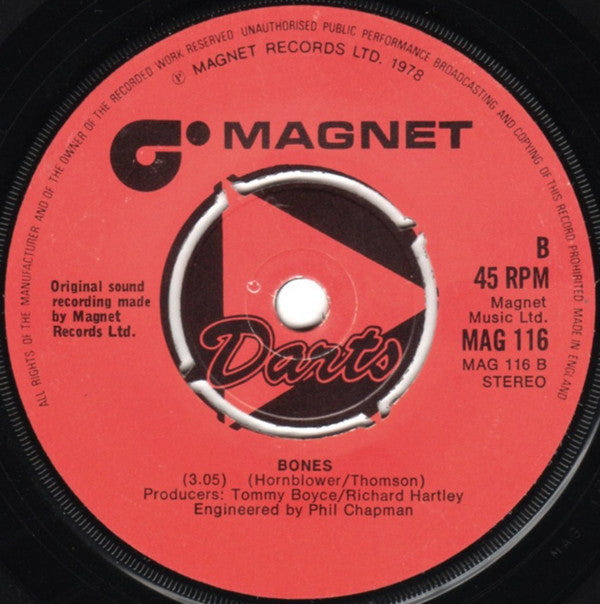 ALL RIGHTS OF THE MANUFACTURER AND OF THE OWNER OF THE RECORDED WORK RESERVED UNAUTHORISED PUBLIC PERFORMANCE BROADCASTING AND COPYING OF THIS RECORD PROHIBITED MADE IN ENGLAND
℗ MAGNET RECORDS LTD. 1978
MAGNET
B
45 RPM
Magnet
Music Ltd.
MAG 116
MAG 116 B
STEREO
Original sound
recording made
by Magnet
Records Ltd.
Darts
BONES
(3.05) (Hornblower/Thomson)
Producers: Tommy Boyce/Richard Hartley
Engineered by Phil Chapman